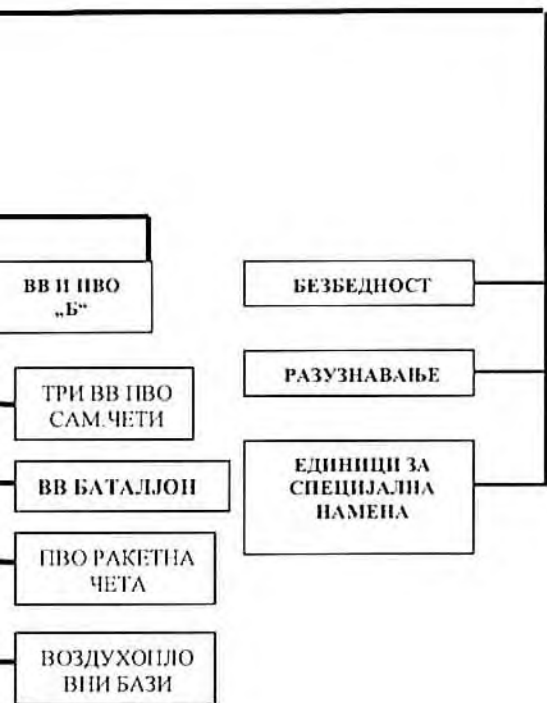 ВВ И ПВО
„Б“
ТРИ ВВ ПВО
САМ.ЧЕТИ
ВВ БАТАЛЈОН
ПВО РАКЕТНА
ЧЕТА
ВОЗДУХОПЛО
ВНИ БАЗИ
БЕЗБЕДНОСТ
РАЗУЗНАВАЊЕ
ЕДИНИЦИ ЗА
СПЕЦИЈАЛНА
НАМЕНА